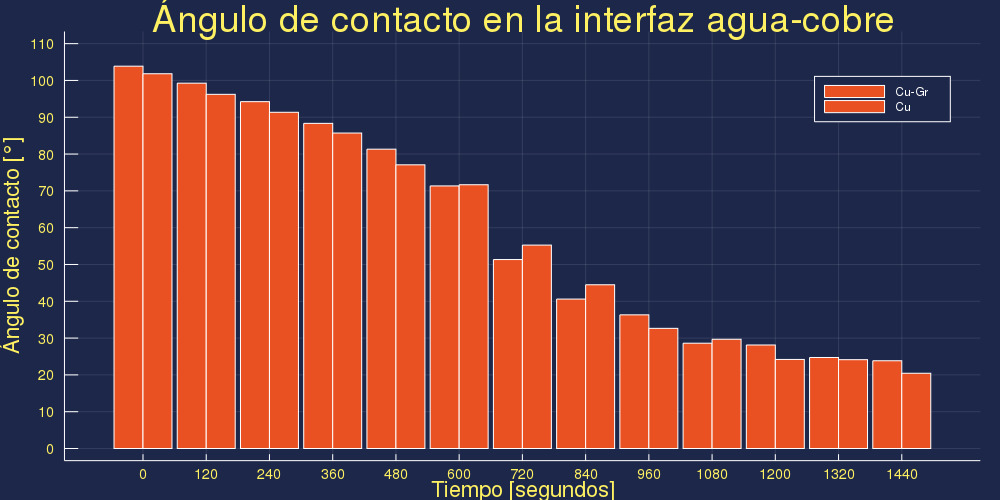 Ángulo de contacto en la interfaz agua-cobre
Ángulo de contacto [°]
110
100
90
80
70
60
50
40
30
20
10
0
Cu-Gr
Cu
0 120 240 360 480 600 720 840 960 1080 1200 1320 1440
Tiempo [segundos]